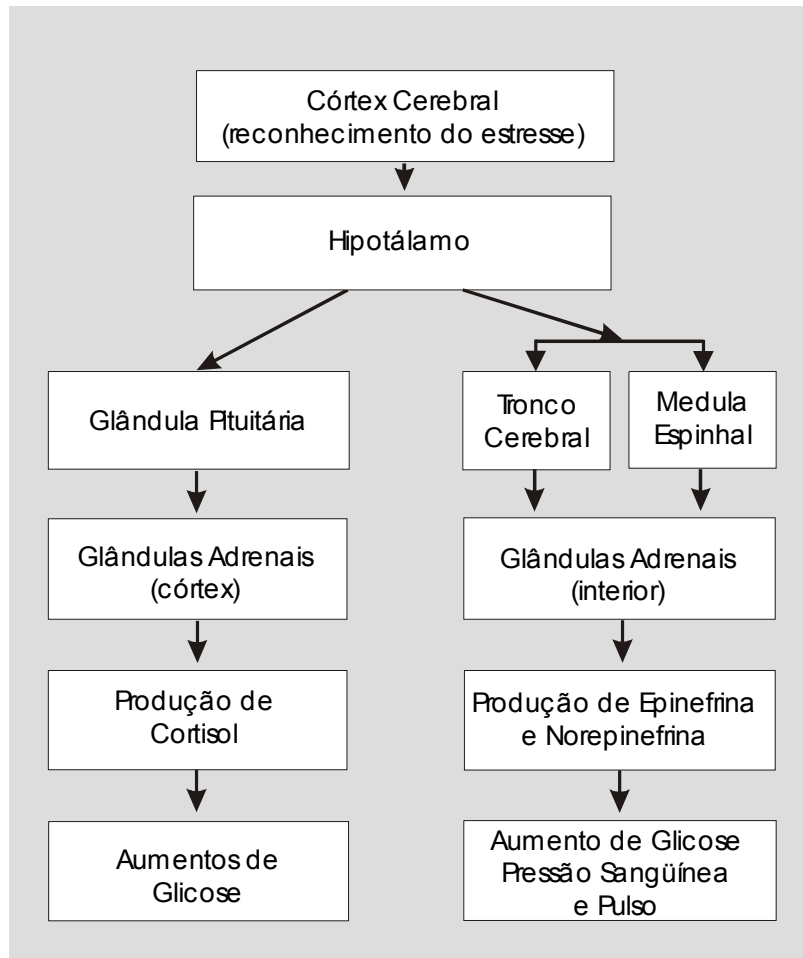 Córtex Cerebral
(reconhecimento do estresse)
Hipotálamo
Glândula Pituitária
Tronco
Cerebral
Medula
Espinhal
Glândulas Adrenais
(córtex)
Glândulas Adrenais
(interior)
Produção de
Cortisol
Produção de Epinefrina
e Norepinefrina
Aumentos de
Glicose
Aumento de Glicose
Pressão Sangüínea
e Pulso